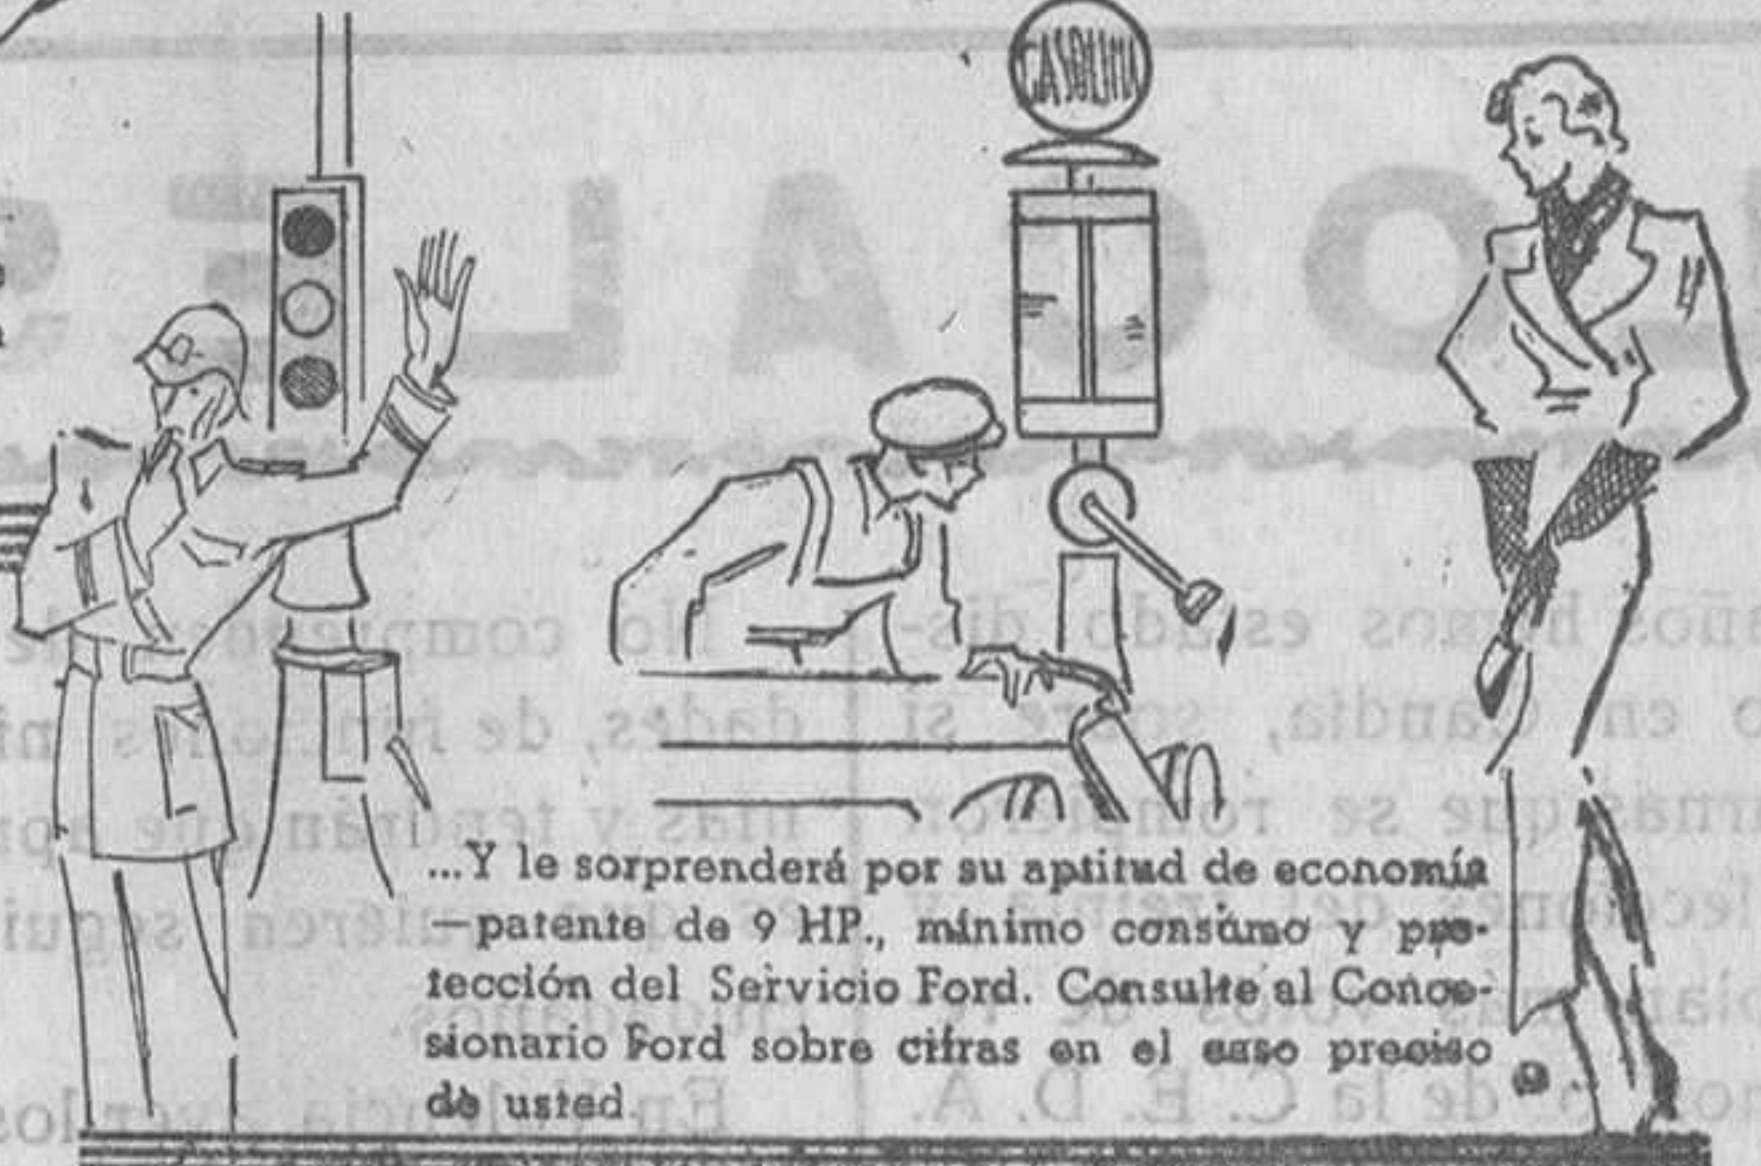 GASOLINA
...Y le sorprenderá por su aptitud de economía
—patente de 9 HP., mínimo consumo y pro-
tección del Servicio Ford. Consulte al Conce-
sionario Ford sobre cifras en el caso preciso
de usted.